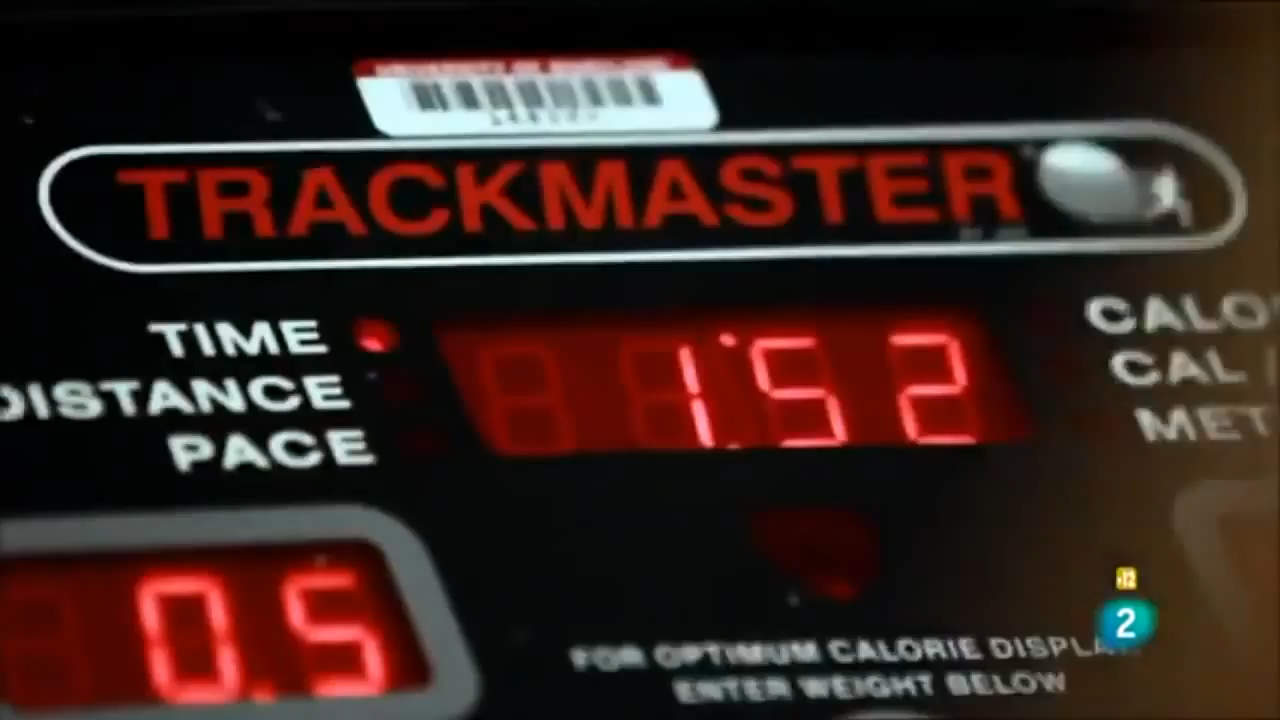 TRACKMASTER
TIME
DISTANCE
PACE
1:52
CALO
CAL /
MET
0.5
+12
2
FOR OPTIMUM CALORIE DISPLA
ENTER WEIGHT BELOW